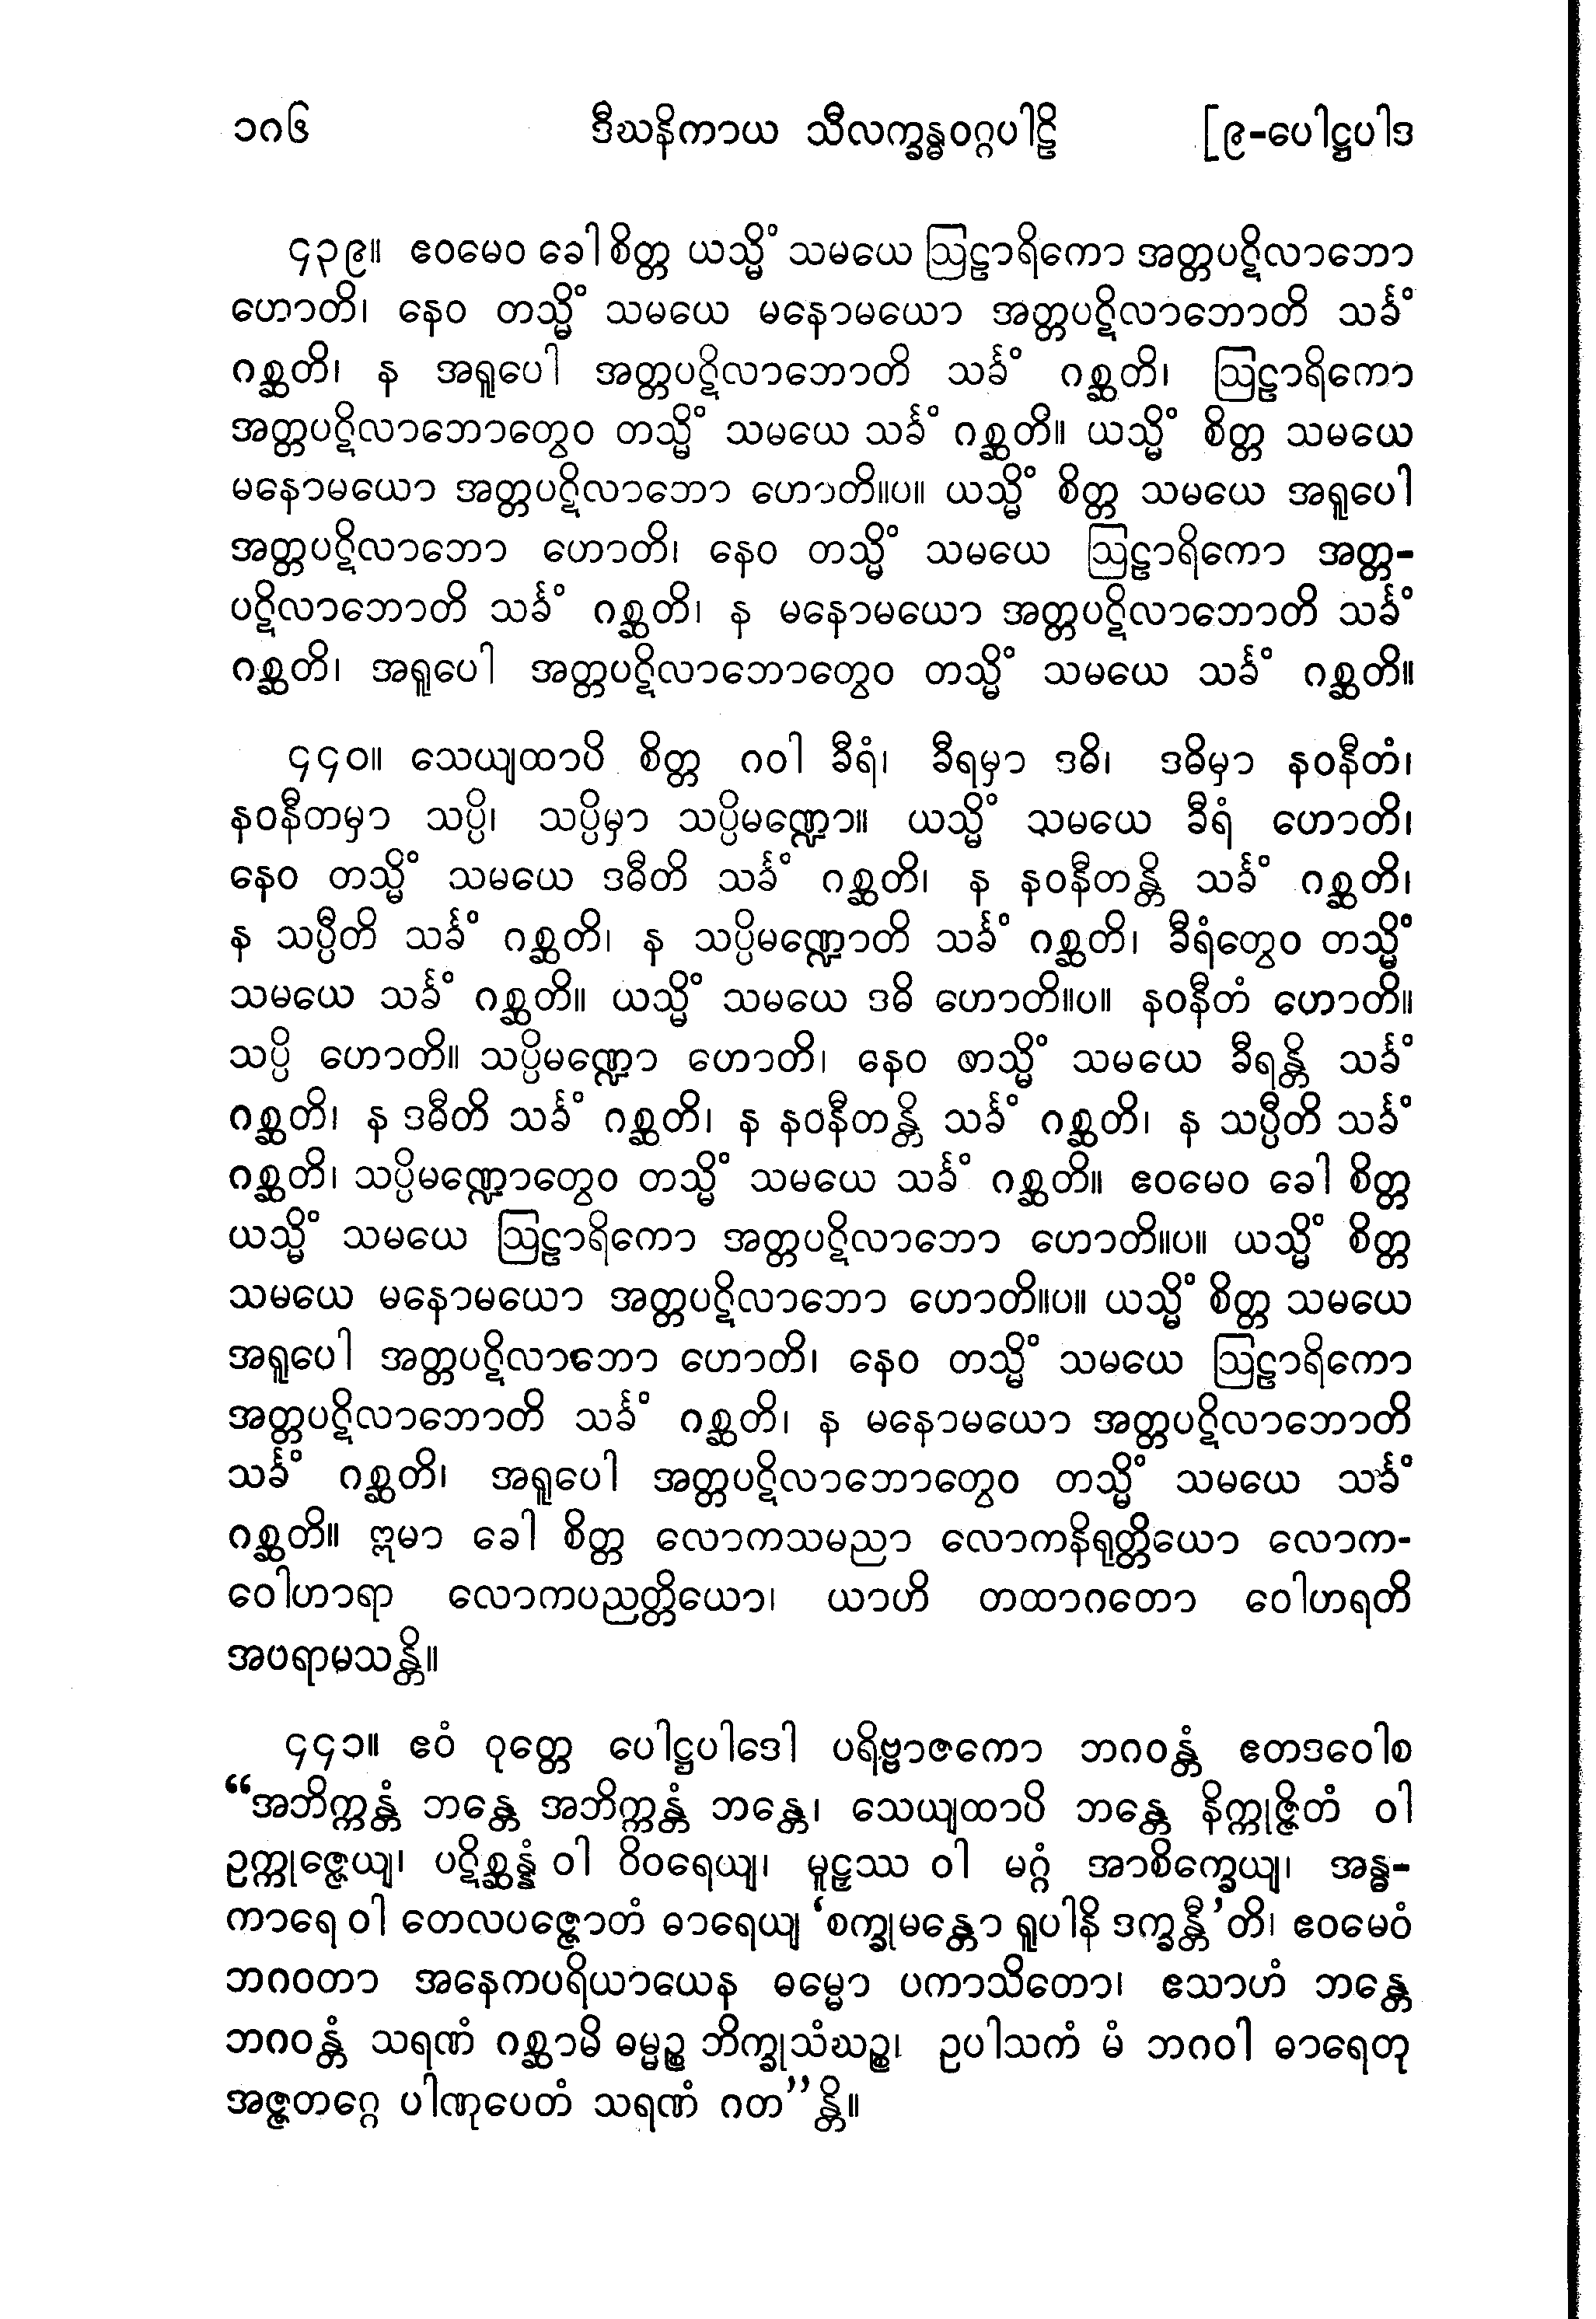 ၁၈၆ ဒီဃနိကာယ သီလက္ခန္ဓဝဂ္ဂပါဠိ [၉-ပေါဋ္ဌပါဒ
၄၃၉။ ဧဝမေဝ ခေါ စိတ္တ ယသ္မိံ သမယေ ဩဠာရိကော အတ္တပဋိလာဘော
ဟောတိ၊ နေဝ တသ္မိံ သမယေ မနောမယော အတ္တပဋိလာဘောတိ သင်္ခံ
ဂစ္ဆတိ၊ န အရူပေါ အတ္တပဋိလာဘောတိ သင်္ခံ ဂစ္ဆတိ၊ ဩဠာရိကော
အတ္တပဋိလာဘောတွေဝ တသ္မိံ သမယေ သင်္ခံ ဂစ္ဆတိ။ ယသ္မိံ စိတ္တ သမယေ
မနောမယော အတ္တပဋိလာဘော ဟောတိ။ပ။ ယသ္မိံ စိတ္တ သမယေ အရူပေါ
အတ္တပဋိလာဘော ဟောတိ၊ နေဝ တသ္မိံ သမယေ ဩဠာရိကော အတ္တ-
ပဋိလာဘောတိ သင်္ခံ ဂစ္ဆတိ၊ န မနောမယော အတ္တပဋိလာဘောတိ သင်္ခံ
ဂစ္ဆတိ၊ အရူပေါ အတ္တပဋိလာဘောတွေဝ တသ္မိံ သမယေ သင်္ခံ ဂစ္ဆတိ။
၄၄၀။ သေယျထာပိ စိတ္တ ဂဝါ ခီရံ၊ ခီရမှာ ဒဓိ၊ ဒဓိမှာ နဝနီတံ၊
နဝနီတမှာ သပ္ပိ၊ သပ္ပိမှာ သပ္ပိမဏ္ဍော။ ယသ္မိံ သမယေ ခီရံ ဟောတိ၊
နေဝ တသ္မိံ သမယေ ဒဓီတိ သင်္ခံ ဂစ္ဆတိ၊ န နဝနီတန္တိ သင်္ခံ ဂစ္ဆတိ၊
န သပ္ပီတိ သင်္ခံ ဂစ္ဆတိ၊ န သပ္ပိမဏ္ဍောတိ သင်္ခံ ဂစ္ဆတိ၊ ခီရံတွေဝ တသ္မိံ
သမယေ သင်္ခံ ဂစ္ဆတိ။ ယသ္မိံ သမယေ ဒဓိ ဟောတိ။ပ။ နဝနီတံ ဟောတိ။
သပ္ပိ ဟောတိ။ သပ္ပိမဏ္ဍော ဟောတိ၊ နေဝ တသ္မိံ သမယေ ခီရန္တိ သင်္ခံ
ဂစ္ဆတိ၊ န ဒဓီတိ သင်္ခံ ဂစ္ဆတိ၊ န နဝနီတန္တိ သင်္ခံ ဂစ္ဆတိ၊ န သပ္ပီတိ သင်္ခံ
ဂစ္ဆတိ၊ သပ္ပိမဏ္ဍောတွေဝ တသ္မိံ သမယေ သင်္ခံ ဂစ္ဆတိ။ ဧဝမေဝ ခေါ စိတ္တ
ယသ္မိံ သမယေ ဩဠာရိကော အတ္တပဋိလာဘော ဟောတိ။ပ။ ယသ္မိံ စိတ္တ
သမယေ မနောမယော အတ္တပဋိလာဘော ဟောတိ။ပ။ ယသ္မိံ စိတ္တ သမယေ
အရူပေါ အတ္တပဋိလာဘော ဟောတိ၊ နေဝ တသ္မိံ သမယေ ဩဠာရိကော
အတ္တပဋိလာဘောတိ သင်္ခံ ဂစ္ဆတိ၊ န မနောမယော အတ္တပဋိလာဘောတိ
သင်္ခံ ဂစ္ဆတိ၊ အရူပေါ အတ္တပဋိလာဘောတွေဝ တသ္မိံ သမယေ သင်္ခံ
ဂစ္ဆတိ။ ဣမာ ခေါ စိတ္တ လောကသမညာ လောကနိရုတ္တိယော လောက-
ဝေါဟာရာ လောကပညတ္တိယော၊ ယာဟိ တထာဂတော ဝေါဟရတိ
အပရာမသန္တိ။
၄၄၁။ ဧဝံ ဝုတ္တေ ပေါဋ္ဌပါဒေါ ပရိဗ္ဗာဇကော ဘဂဝန္တံ ဧတဒဝေါစ
“အဘိက္ကန္တံ ဘန္တေ အဘိက္ကန္တံ ဘန္တေ၊ သေယျထာပိ ဘန္တေ နိက္ကုဇ္ဇိတံ ဝါ
ဥက္ကုဇ္ဇေယျ၊ ပဋိစ္ဆန္နံ ဝါ ဝိဝရေယျ၊ မူဠှဿ ဝါ မဂ္ဂံ အာစိက္ခေယျ၊ အန္ဓ-
ကာရေ ဝါ တေလပဇ္ဇောတံ ဓာရေယျ ‘စက္ခုမန္တော ရူပါနိ ဒက္ခန္တီ’တိ၊ ဧဝမေဝံ
ဘဂဝတာ အနေကပရိယာယေန ဓမ္မော ပကာသိတော၊ ဧသာဟံ ဘန္တေ
ဘဂဝန္တံ သရဏံ ဂစ္ဆာမိ ဓမ္မဉ္စ ဘိက္ခုသံဃဉ္စ၊ ဥပါသကံ မံ ဘဂဝါ ဓာရေတု
အဇ္ဇတဂ္ဂေ ပါဏုပေတံ သရဏံ ဂတ”န္တိ။